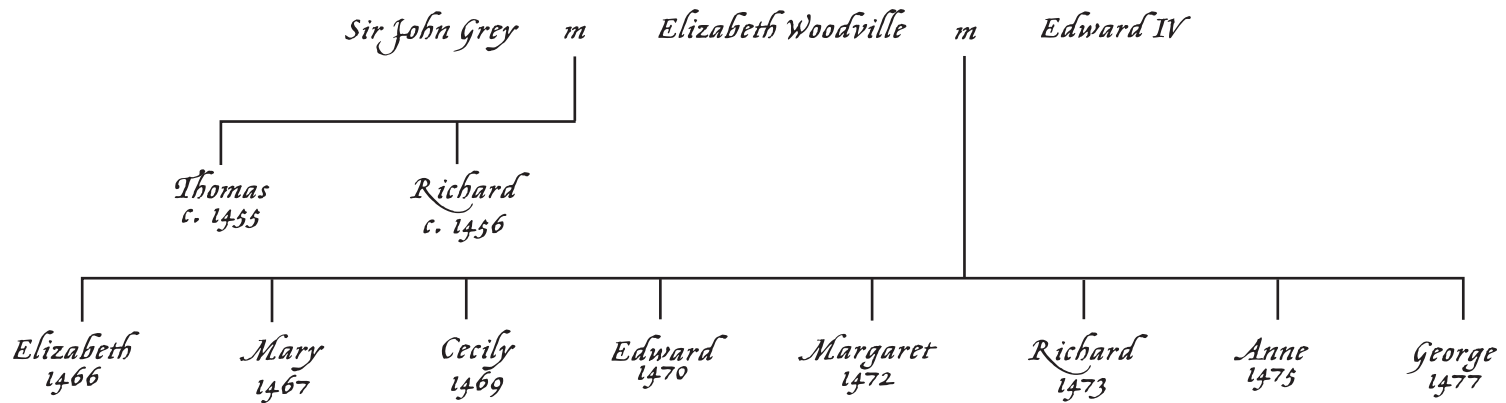 Sir John Grey m Elizabeth Woodville m Edward IV
Thomas Richard
c. 1455 c. 1456
Elizabeth Mary Cecily Edward Margaret Richard Anne George
1466 1467 1469 1470 1472 1473 1475 1477